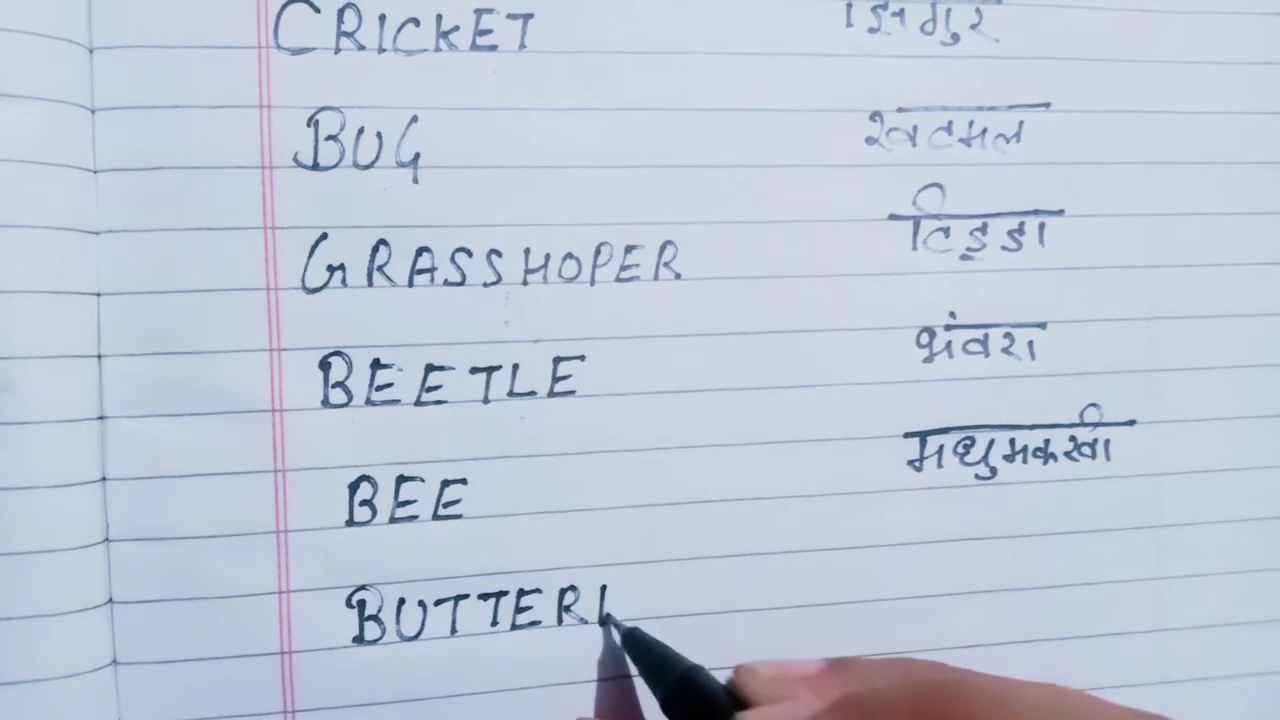 CRICKET झिंगुर
BUG खटमल
GRASSHOPER टिड्डा
BEETLE भंवरा
BEE मधुमक्खी
BUTTER